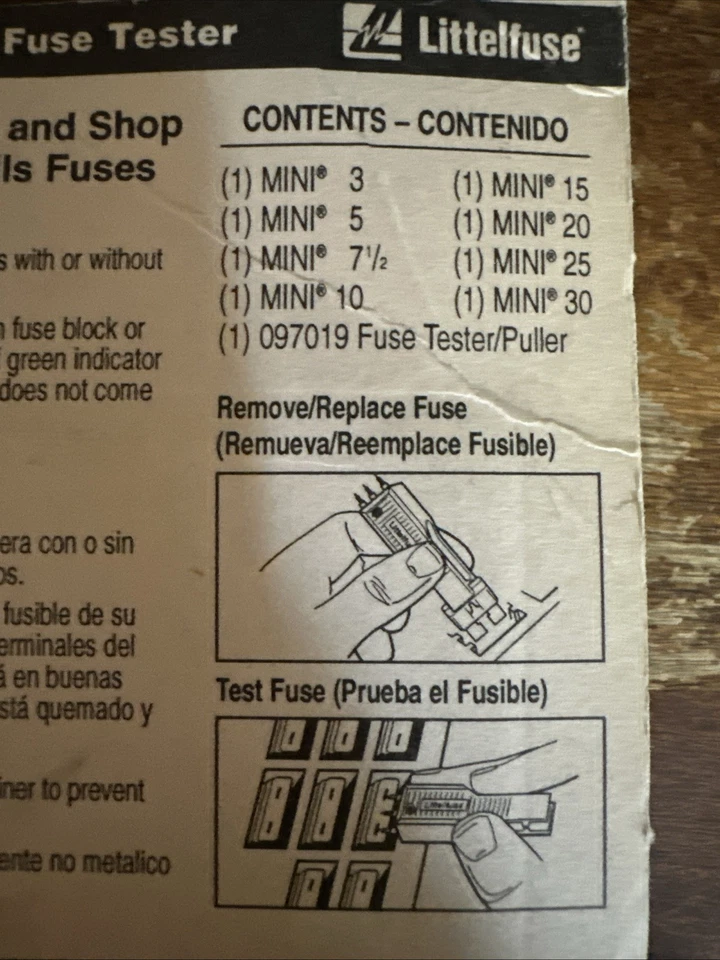 Fuse Tester Littelfuse®
and Shop
Fuses
CONTENTS – CONTENIDO
(1) MINI® 3 (1) MINI® 15
(1) MINI® 5 (1) MINI® 20
(1) MINI® 7½ (1) MINI® 25
(1) MINI® 10 (1) MINI® 30
(1) 097019 Fuse Tester/Puller
s with or without
fuse block or
green indicator
does not come
Remove/Replace Fuse
(Remueva/Reemplace Fusible)
Littelfuse
era con o sin
os.
fusible de su
erminales del
á en buenas
stá quemado y
iner to prevent
ente no metalico
Test Fuse (Prueba el Fusible)
Littelfuse